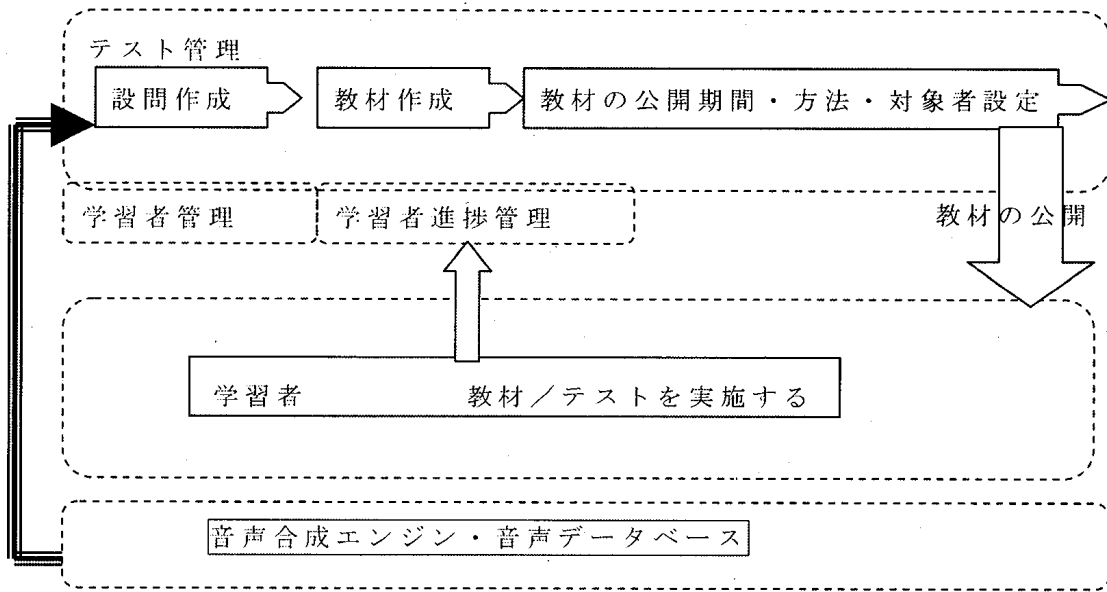 テスト管理
設問作成
教材作成
教材の公開期間・方法・対象者設定
学習者管理
学習者進捗管理
教材の公開
学習者 教材／テストを実施する
音声合成エンジン・音声データベース